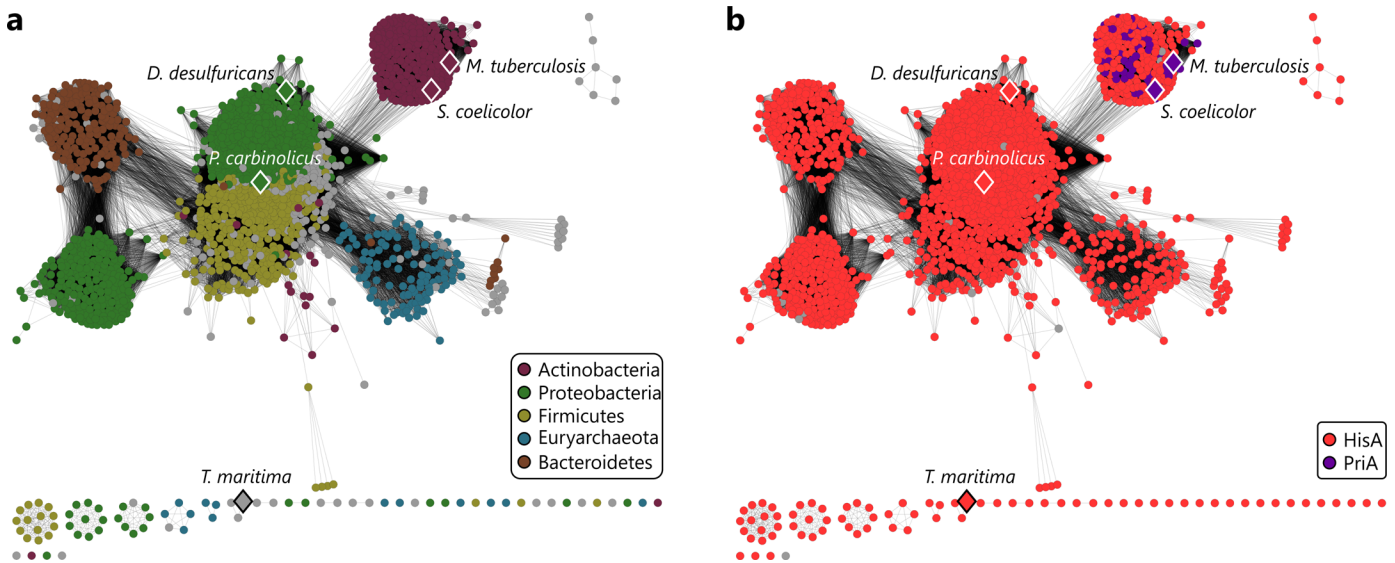 a
D. desulfuricans
M. tuberculosis
S. coelicolor
P. carbinolicus
Actinobacteria
Proteobacteria
Firmicutes
Euryarchaeota
Bacteroidetes
T. maritima
b
D. desulfuricans
M. tuberculosis
S. coelicolor
P. carbinolicus
HisA
PriA
T. maritima